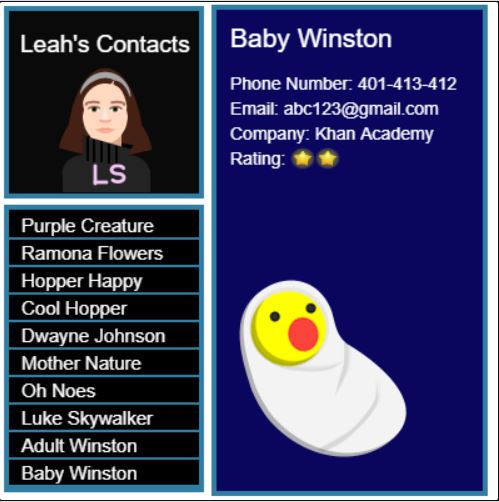 Leah's Contacts
LS
Purple Creature
Ramona Flowers
Hopper Happy
Cool Hopper
Dwayne Johnson
Mother Nature
Oh Noes
Luke Skywalker
Adult Winston
Baby Winston
Baby Winston
Phone Number: 401-413-412
Email: abc123@gmail.com
Company: Khan Academy
Rating: